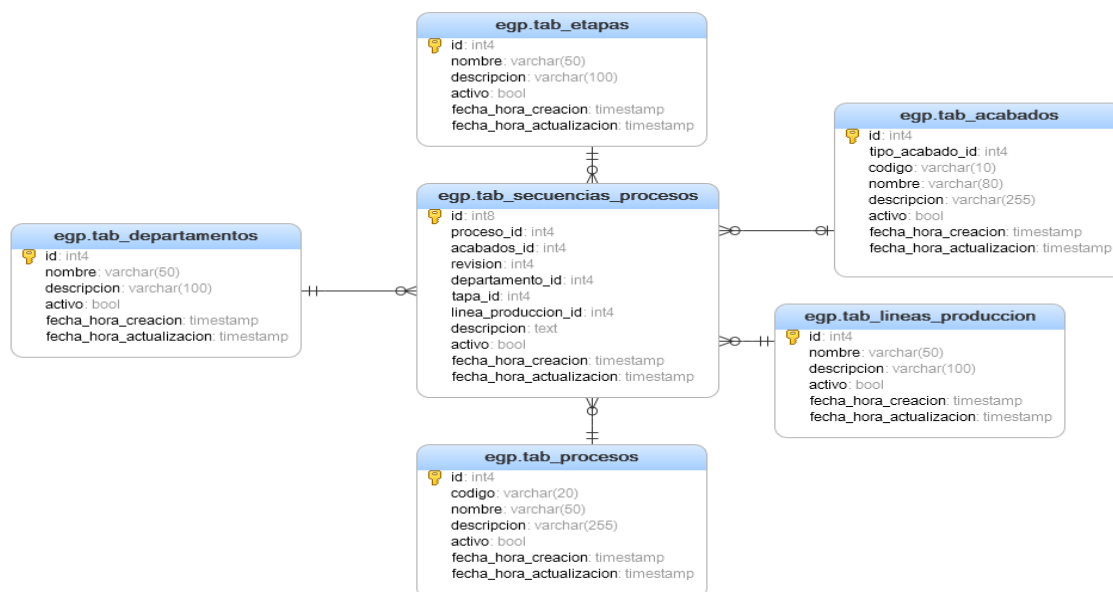 egp.tab_etapas
id: int4
nombre: varchar(50)
descripcion: varchar(100)
activo: bool
fecha_hora_creacion: timestamp
fecha_hora_actualizacion: timestamp
egp.tab_acabados
id: int4
tipo_acabado_id: int4
codigo: varchar(10)
nombre: varchar(80)
descripcion: varchar(255)
activo: bool
fecha_hora_creacion: timestamp
fecha_hora_actualizacion: timestamp
egp.tab_secuencias_procesos
id: int8
proceso_id: int4
acabados_id: int4
revision: int4
departamento_id: int4
tapa_id: int4
linea_produccion_id: int4
descripcion: text
activo: bool
fecha_hora_creacion: timestamp
fecha_hora_actualizacion: timestamp
egp.tab_departamentos
id: int4
nombre: varchar(50)
descripcion: varchar(100)
activo: bool
fecha_hora_creacion: timestamp
fecha_hora_actualizacion: timestamp
egp.tab_lineas_produccion
id: int4
nombre: varchar(50)
descripcion: varchar(100)
activo: bool
fecha_hora_creacion: timestamp
fecha_hora_actualizacion: timestamp
egp.tab_procesos
id: int4
codigo: varchar(20)
nombre: varchar(50)
descripcion: varchar(255)
activo: bool
fecha_hora_creacion: timestamp
fecha_hora_actualizacion: timestamp